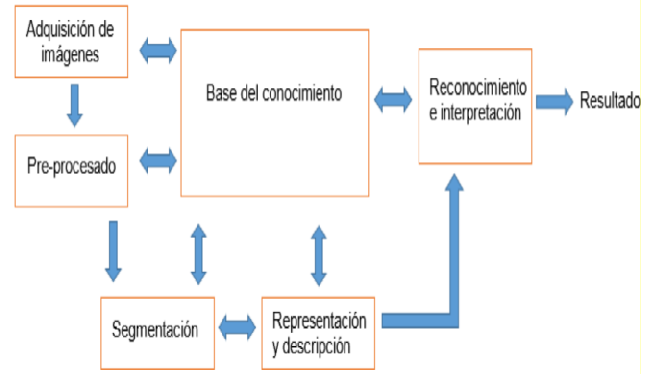 Adquisición de
imágenes
Base del conocimiento
Reconocimiento
e interpretación
Resultado
Pre-procesado
Segmentación
Representación
y descripción